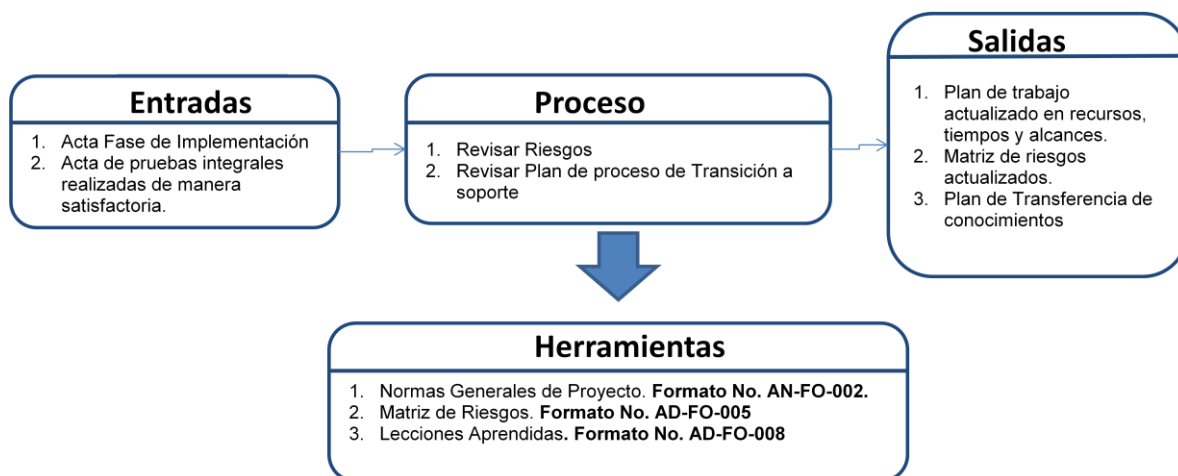 Entradas
1. Acta Fase de Implementación
2. Acta de pruebas integrales
realizadas de manera
satisfactoria.
Proceso
1. Revisar Riesgos
2. Revisar Plan de proceso de Transición a
soporte
Salidas
1. Plan de trabajo
actualizado en recursos,
tiempos y alcances.
2. Matriz de riesgos
actualizados.
3. Plan de Transferencia de
conocimientos
Herramientas
1. Normas Generales de Proyecto. Formato No. AN-FO-002.
2. Matriz de Riesgos. Formato No. AD-FO-005
3. Lecciones Aprendidas. Formato No. AD-FO-008